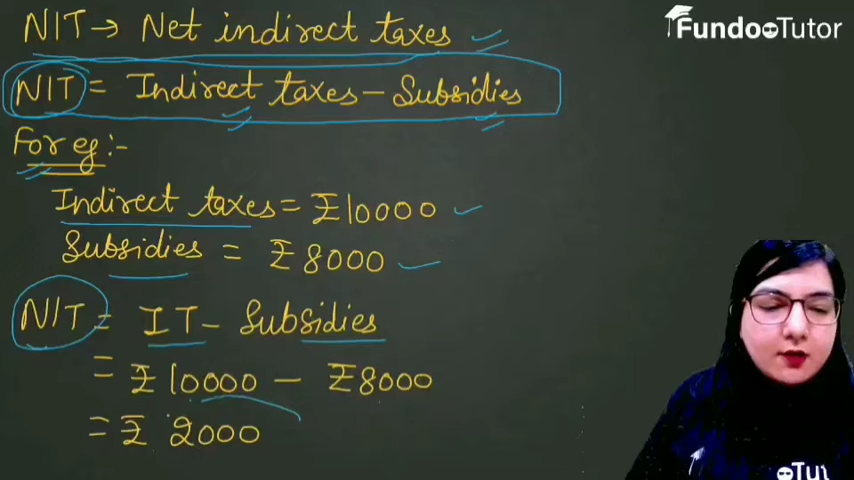 NIT → Net indirect taxes
FundooTutor
NIT = Indirect taxes – Subsidies
For eg :-
Indirect taxes = ₹10000
Subsidies = ₹8000
NIT = IT – Subsidies
= ₹10000 – ₹8000
= ₹ 2000